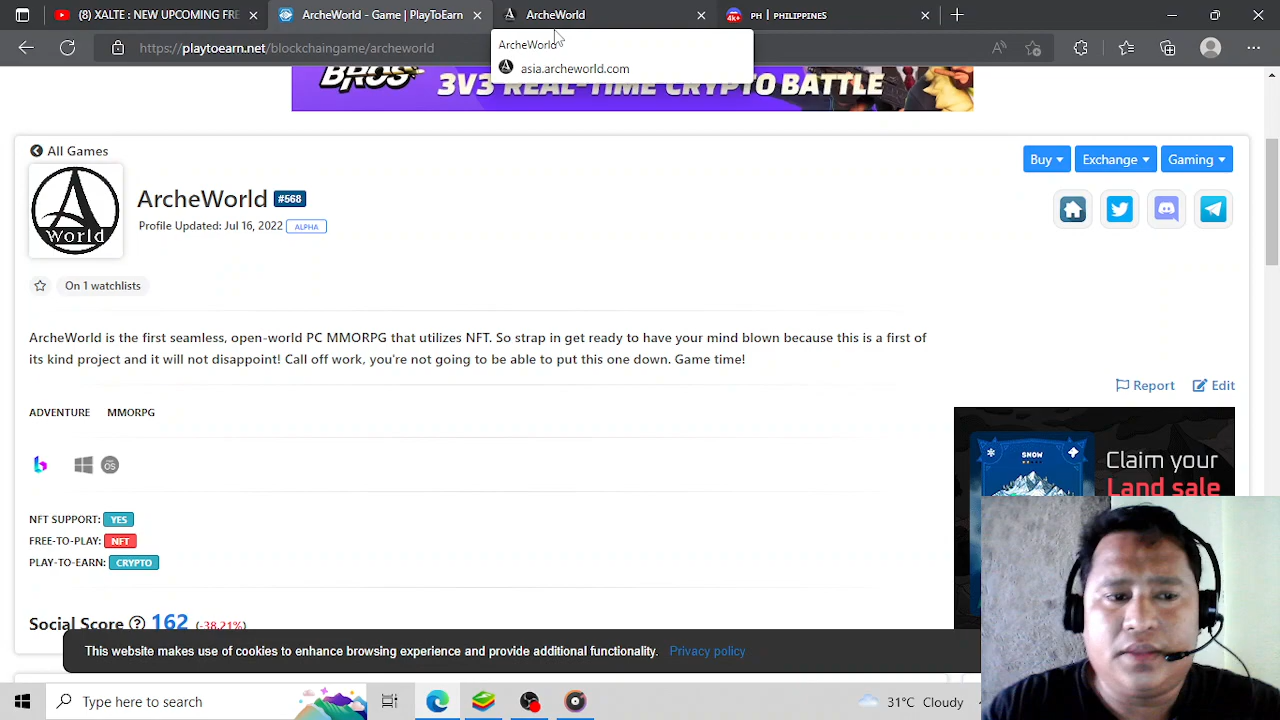 (8) XALTE - NEW UPCOMING FRE
ArcheWorld - Game | PlayToEarn
ArcheWorld
4K+
PH | PHILIPPINES
https://playtoearn.net/blockchaingame/archeworld
ArcheWorld
asia.archeworld.com
BROS
3V3 REAL-TIME CRYPTO BATTLE
All Games
Buy
Exchange
Gaming
A
World
ArcheWorld #568
Profile Updated: Jul 16, 2022 ALPHA
On 1 watchlists
ArcheWorld is the first seamless, open-world PC MMORPG that utilizes NFT. So strap in get ready to have your mind blown because this is a first of
its kind project and it will not disappoint! Call off work, you're not going to be able to put this one down. Game time!
Report
Edit
ADVENTURE MMORPG
OS
SNOW
Claim your
Land sale
NFT SUPPORT: YES
FREE-TO-PLAY: NFT
PLAY-TO-EARN: CRYPTO
Social Score 162 (-38.21%)
This website makes use of cookies to enhance browsing experience and provide additional functionality. Privacy policy
Type here to search
31°C Cloudy